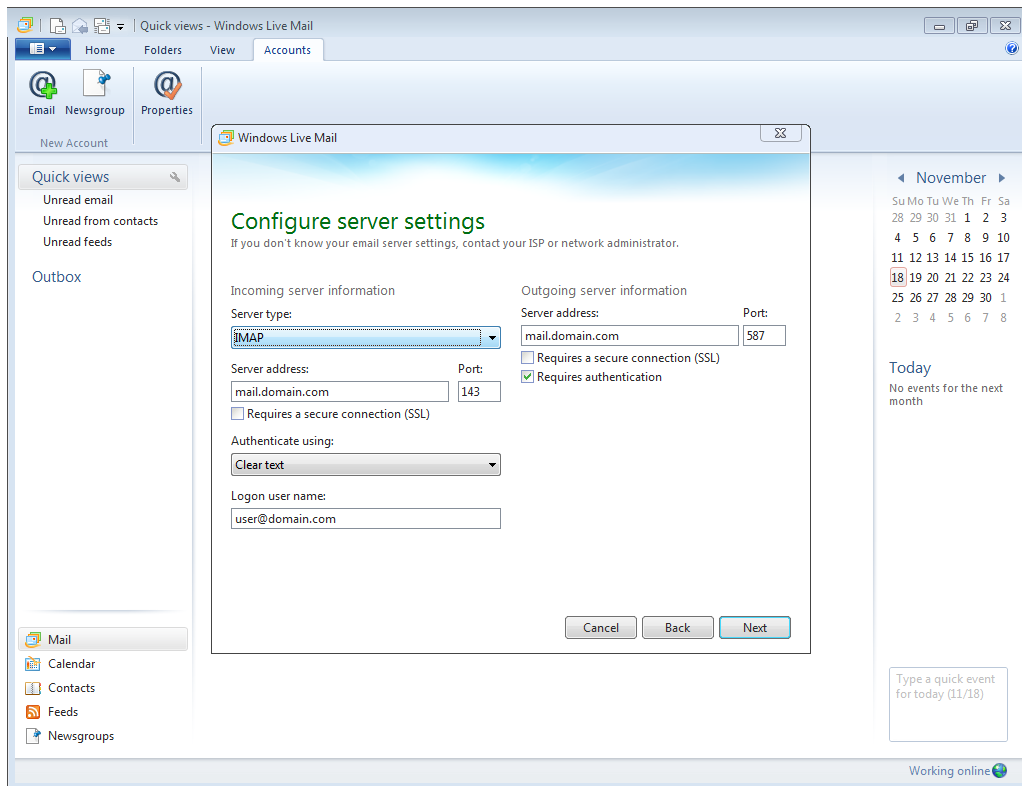 Quick views - Windows Live Mail
Home Folders View Accounts
Email Newsgroup Properties
New Account
Quick views
Unread email
Unread from contacts
Unread feeds
Outbox
Mail
Calendar
Contacts
Feeds
Newsgroups
Windows Live Mail
Configure server settings
If you don't know your email server settings, contact your ISP or network administrator.
Incoming server information
Server type:
IMAP
Server address: Port:
mail.domain.com 143
Requires a secure connection (SSL)
Authenticate using:
Clear text
Logon user name:
user@domain.com
Outgoing server information
Server address: Port:
mail.domain.com 587
Requires a secure connection (SSL)
Requires authentication
Cancel Back Next
November
Su Mo Tu We Th Fr Sa
28 29 30 31 1 2 3
4 5 6 7 8 9 10
11 12 13 14 15 16 17
18 19 20 21 22 23 24
25 26 27 28 29 30 1
2 3 4 5 6 7 8
Today
No events for the next
month
Type a quick event
for today (11/18)
Working online